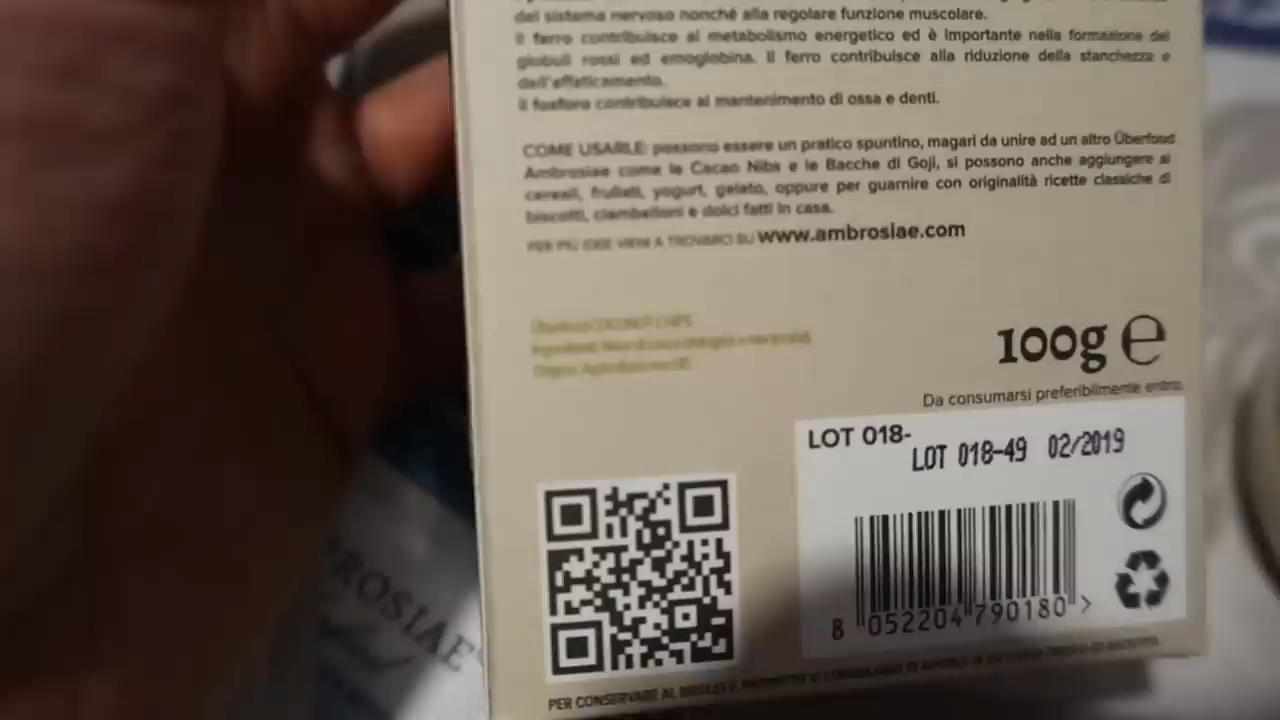 del sistema nervoso nonché alla regolare funzione muscolare.
Il ferro contribuisce al metabolismo energetico ed è importante nella formazione dei
globuli rossi ed emoglobina. Il ferro contribuisce alla riduzione della stanchezza e
dell'affaticamento.
Il fosforo contribuisce al mantenimento di ossa e denti.
COME USARLE: possono essere un pratico spuntino, magari da unire ad un altro Überfood
Ambrosiae come le Cacao Nibs e le Bacche di Goji, si possono anche aggiungere ai
cereali, frullati, yogurt, gelato, oppure per guarnire con originalità ricette classiche di
biscotti, ciambelloni e dolci fatti in casa.
PER PIÙ IDEE VIENI A TROVARCI SU www.ambrosiae.com
100g e
Da consumarsi preferibilmente entro:
LOT 018-
LOT 018-49 02/2019
8 052204 790180 >
PER CONSERVARE AL
ROSIAE